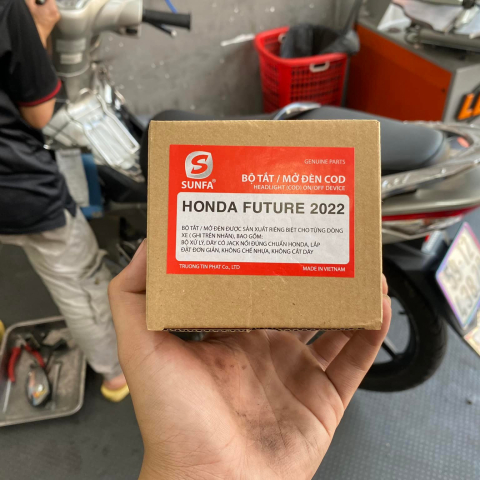 S
SUNFA
GENUINE PARTS
BỘ TẮT / MỞ ĐÈN COD
HEADLIGHT (COD) ON/OFF DEVICE
HONDA FUTURE 2022
BỘ TẮT / MỞ ĐÈN ĐƯỢC SẢN XUẤT RIÊNG BIỆT CHO TỪNG DÒNG
XE ( GHI TRÊN NHÃN), BAO GỒM:
BỘ XỬ LÝ, DÂY CÓ JACK NỐI ĐÚNG CHUẨN HONDA, LẮP
ĐẶT ĐƠN GIẢN, KHÔNG CHẾ NHỰA, KHÔNG CẮT DÂY
TRUONG TIN PHAT Co., LTD
MADE IN VIETNAM